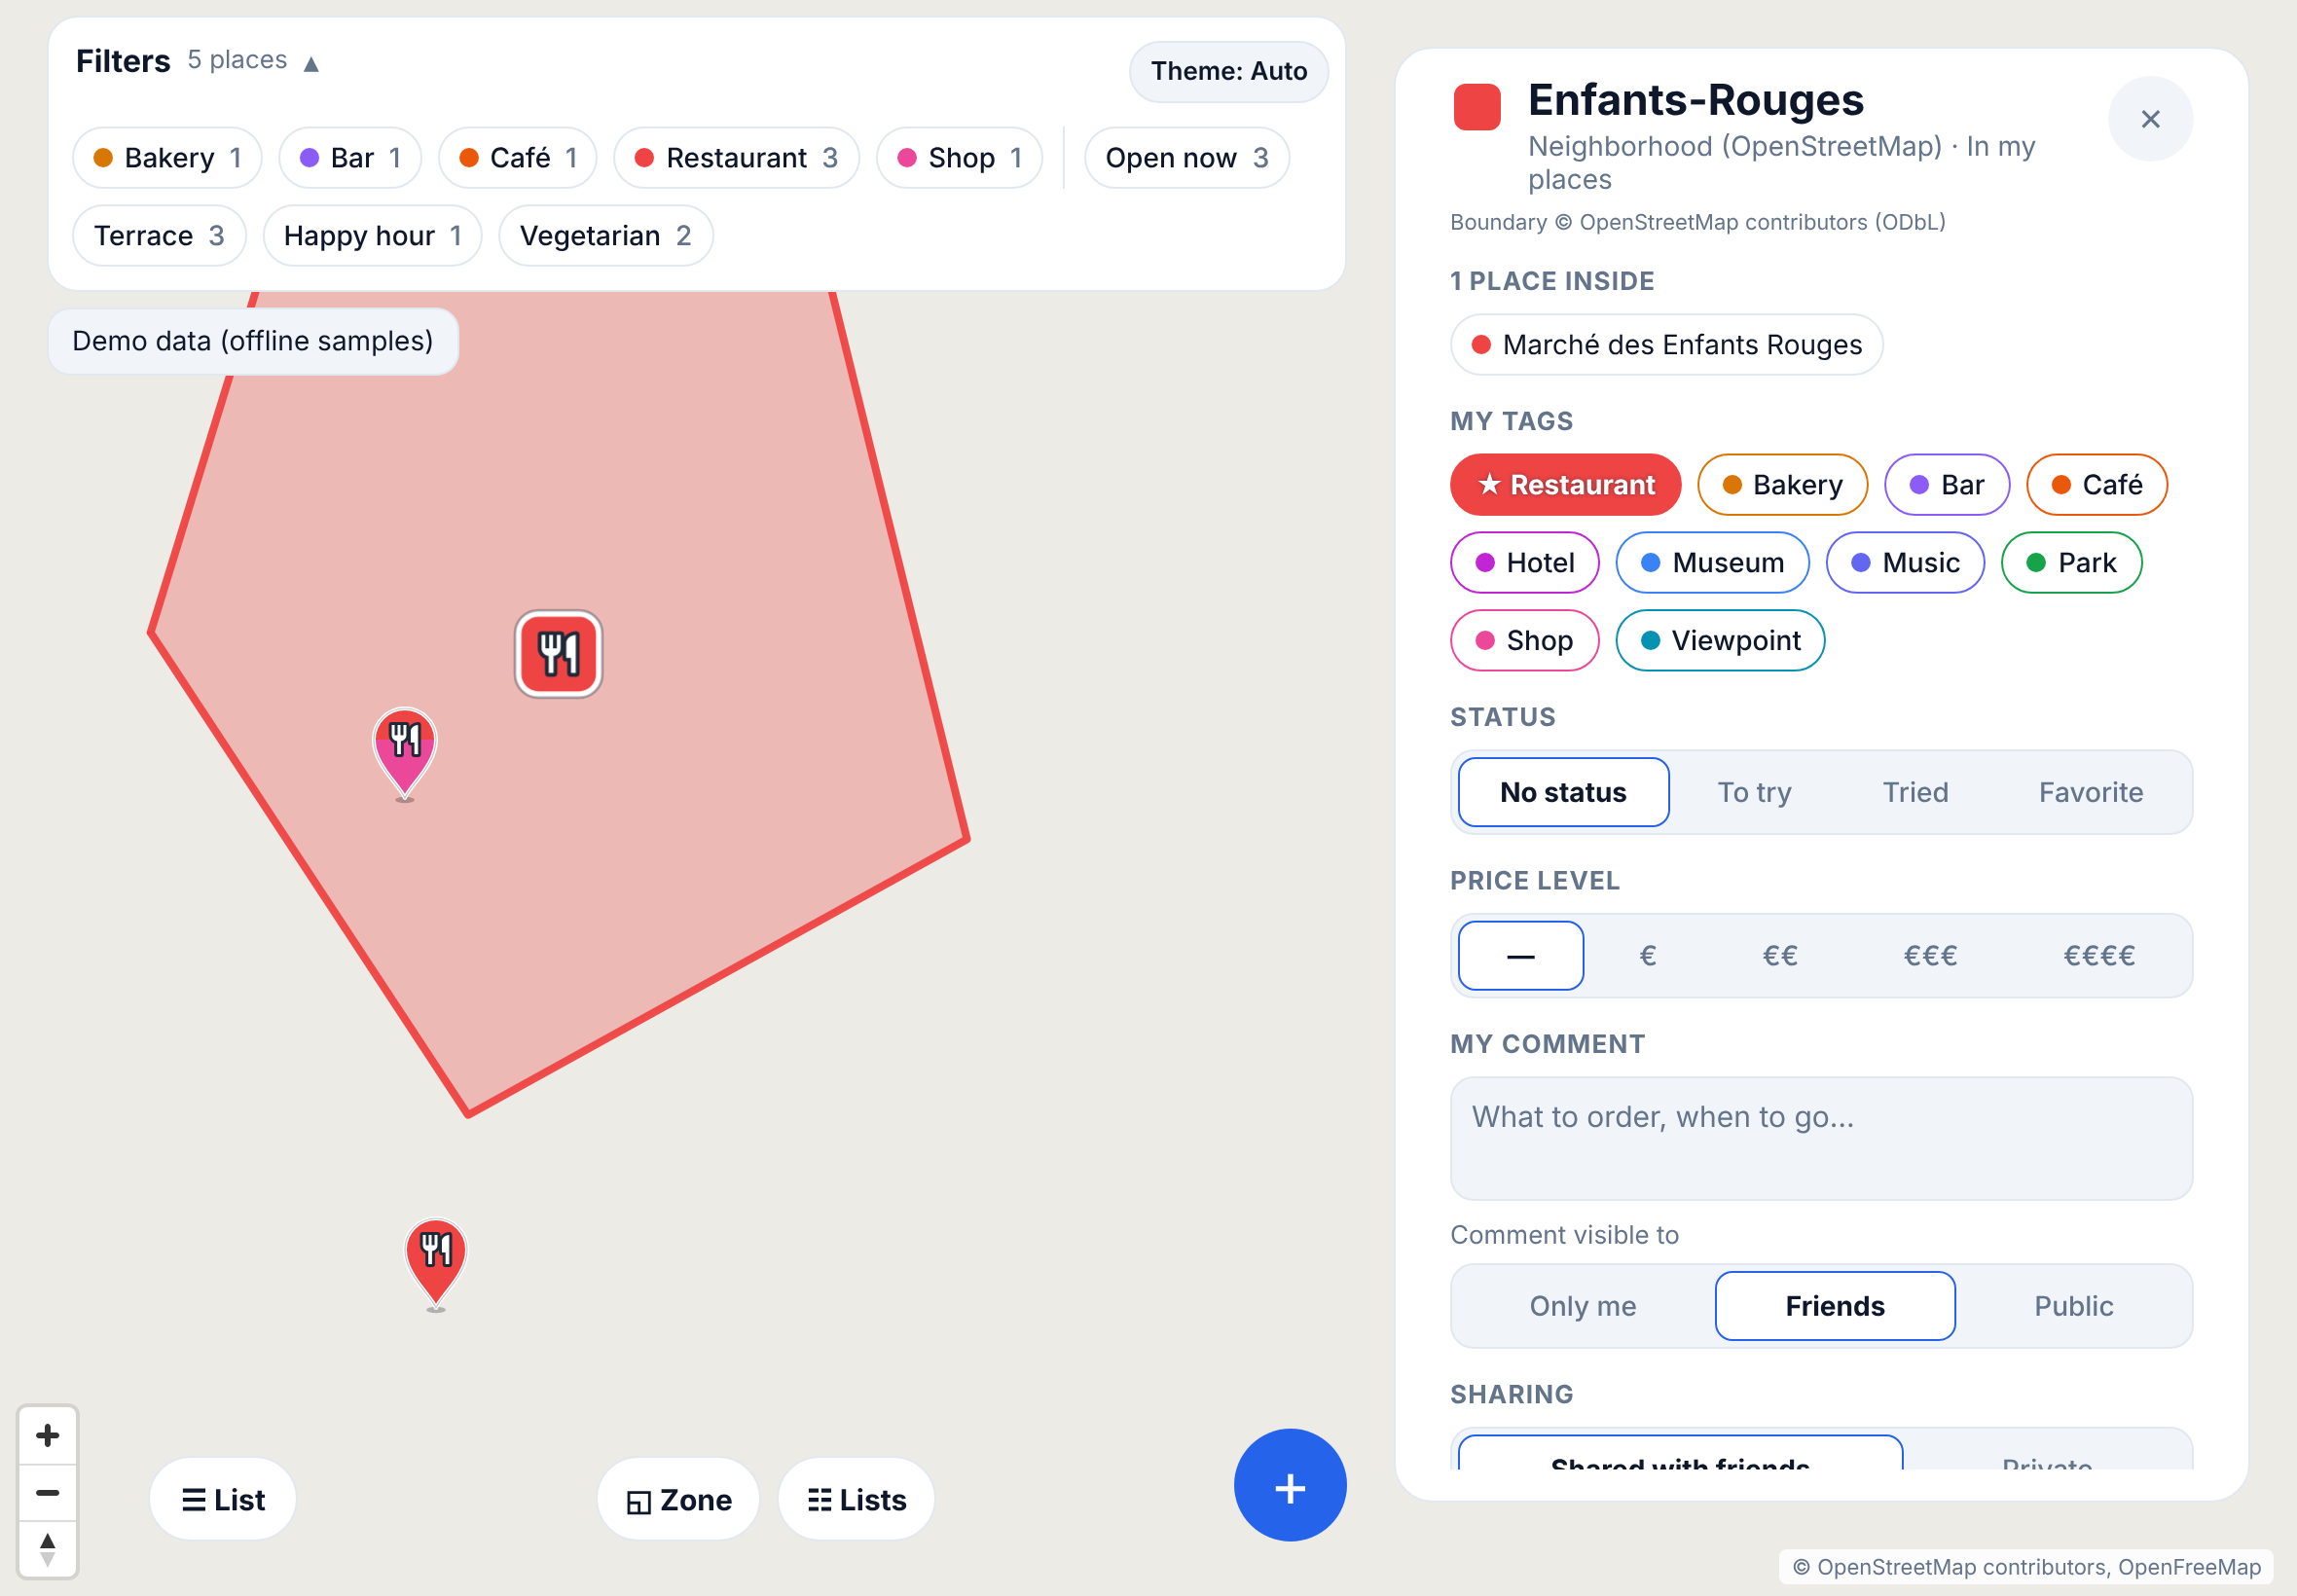 Filters 5 places ▲
Theme: Auto
Bakery 1
Bar 1
Café 1
Restaurant 3
Shop 1
Open now 3
Terrace 3
Happy hour 1
Vegetarian 2
Demo data (offline samples)
List
Zone
Lists
+
Enfants-Rouges
Neighborhood (OpenStreetMap) · In my
places
Boundary © OpenStreetMap contributors (ODbL)
1 PLACE INSIDE
Marché des Enfants Rouges
MY TAGS
★ Restaurant
Bakery
Bar
Café
Hotel
Museum
Music
Park
Shop
Viewpoint
STATUS
No status
To try
Tried
Favorite
PRICE LEVEL
—
€
€€
€€€
€€€€
MY COMMENT
What to order, when to go…
Comment visible to
Only me
Friends
Public
SHARING
Shared with friends
Private
© OpenStreetMap contributors, OpenFreeMap